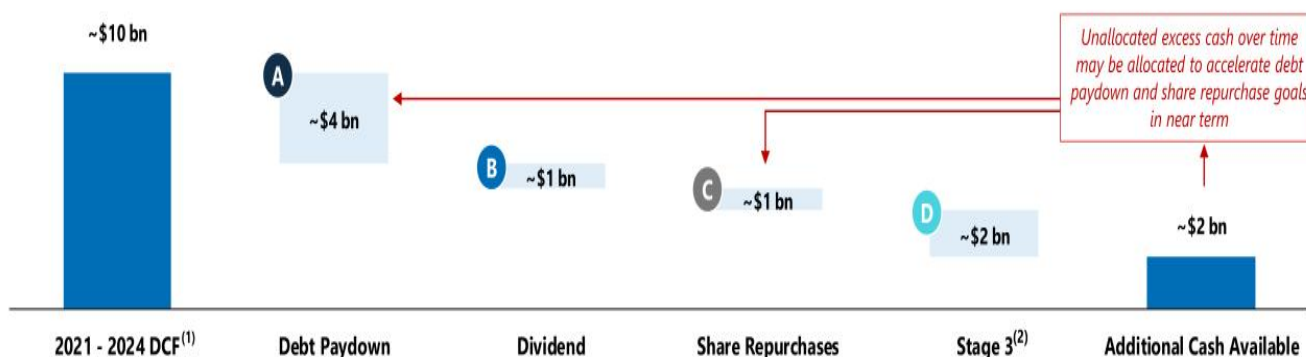 ~$10 bn
A
~$4 bn
B
~$1 bn
C
~$1 bn
D
~$2 bn
~$2 bn
Unallocated excess cash over time
may be allocated to accelerate debt
paydown and share repurchase goals
in near term
2021 - 2024 DCF(1)
Debt Paydown
Dividend
Share Repurchases
Stage 3(2)
Additional Cash Available